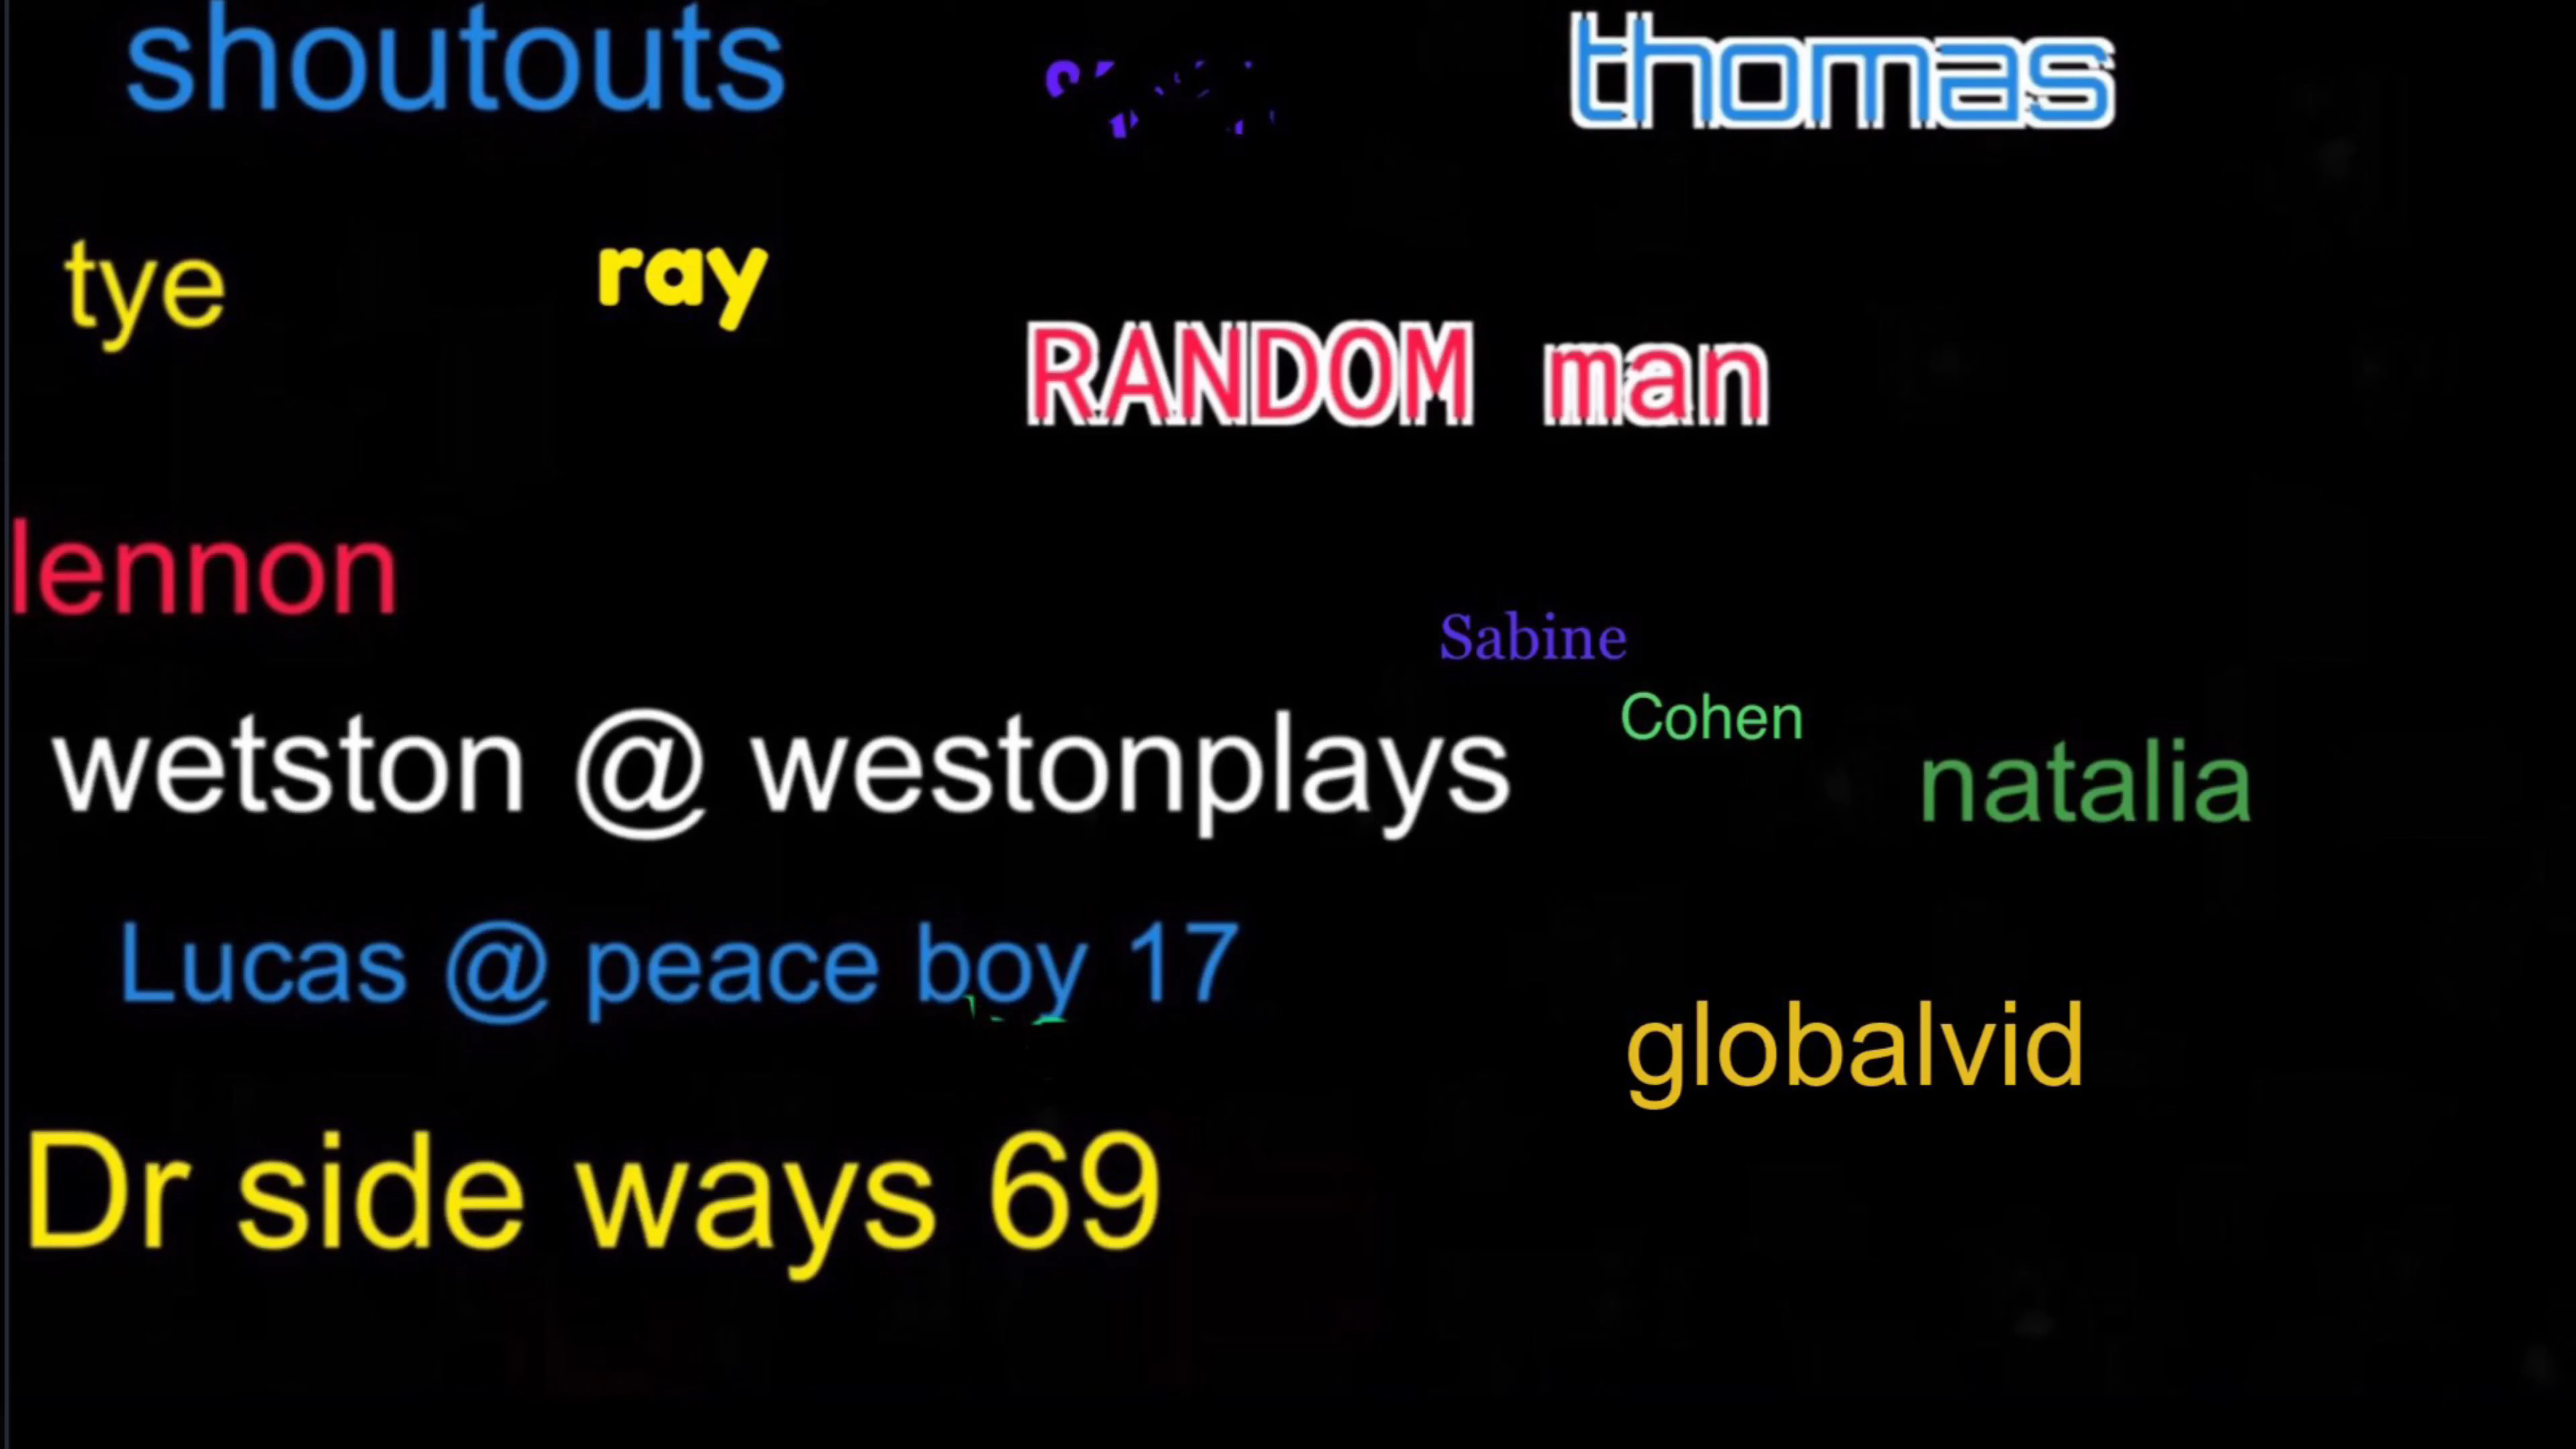 shoutouts
thomas
tye
ray
RANDOM man
lennon
Sabine
Cohen
wetston @ westonplays
natalia
Lucas @ peace boy 17
globalvid
Dr side ways 69